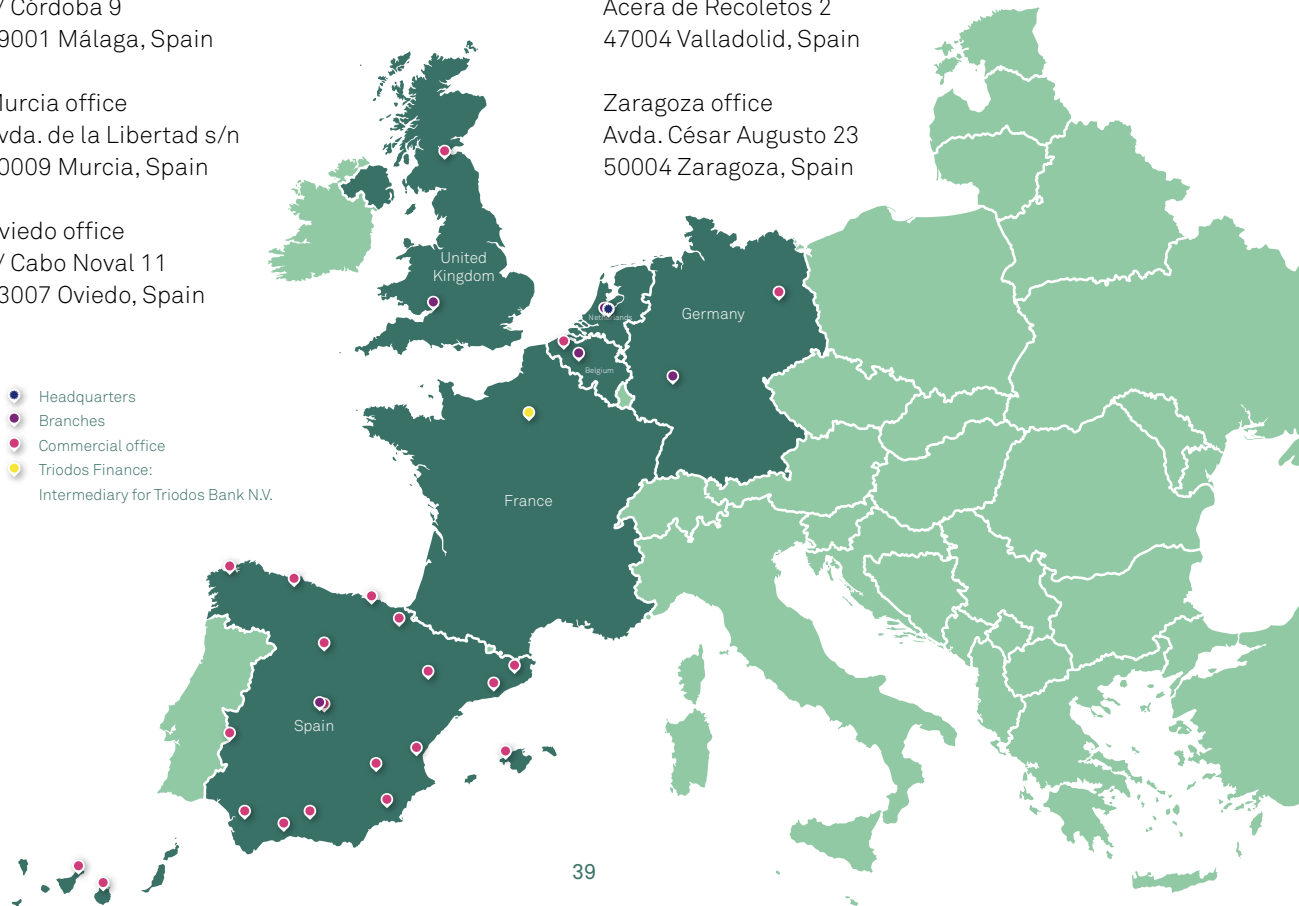 / Córdoba 9
9001 Málaga, Spain
Murcia office
vda. de la Libertad s/n
0009 Murcia, Spain
viedo office
/ Cabo Noval 11
3007 Oviedo, Spain
Acera de Recoletos 2
47004 Valladolid, Spain
Zaragoza office
Avda. César Augusto 23
50004 Zaragoza, Spain
United
Kingdom
Netherlands
Germany
Belgium
Headquarters
Branches
Commercial office
Triodos Finance:
Intermediary for Triodos Bank N.V.
France
Spain
39